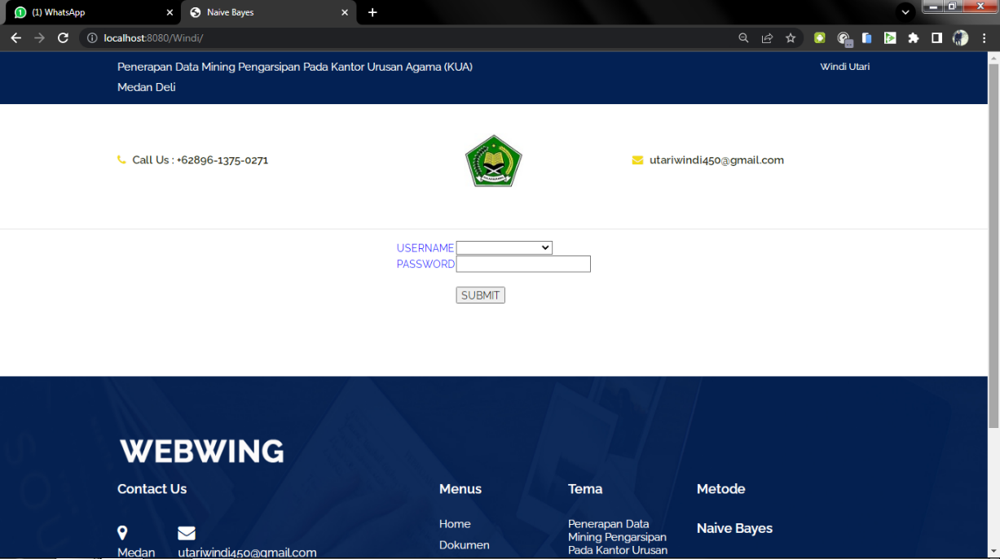 (1) WhatsApp
Naive Bayes
localhost:8080/Windi/
Penerapan Data Mining Pengarsipan Pada Kantor Urusan Agama (KUA)
Medan Deli
Windi Utari
Call Us : +62896-1375-0271
utariwindi450@gmail.com
USERNAME
PASSWORD
SUBMIT
WEBWING
Contact Us
Medan
utariwindi450@gmail.com
Menus
Home
Dokumen
Tema
Penerapan Data
Mining Pengarsipan
Pada Kantor Urusan
Metode
Naive Bayes